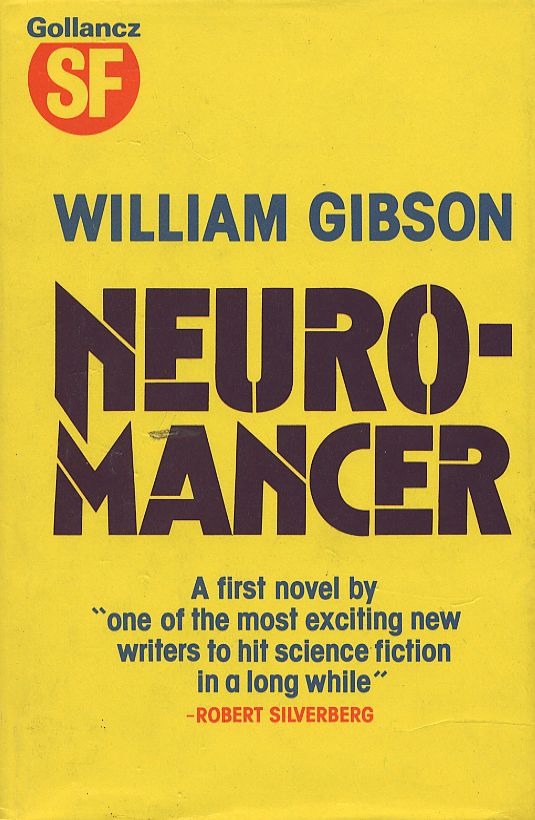 Gollancz
SF
WILLIAM GIBSON
NEURO-
MANCER
A first novel by
“one of the most exciting new
writers to hit science fiction
in a long while”
-ROBERT SILVERBERG